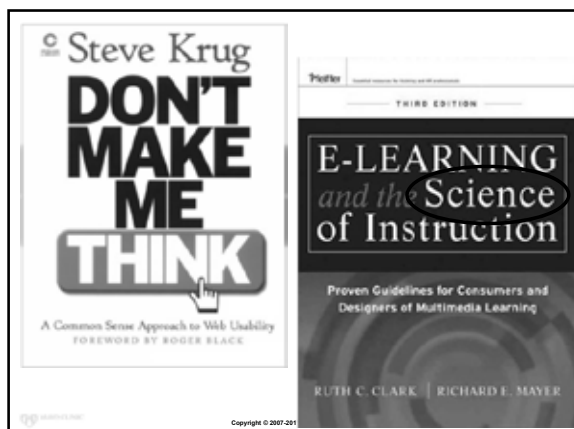 Steve Krug
DON'T
MAKE
ME
THINK
A Common Sense Approach to Web Usability
FOREWORD BY ROGER BLACK
Pfeiffer
THIRD EDITION
E-LEARNING
and the Science
of Instruction
Proven Guidelines for Consumers and
Designers of Multimedia Learning
RUTH C. CLARK | RICHARD E. MAYER
Copyright © 2007-201